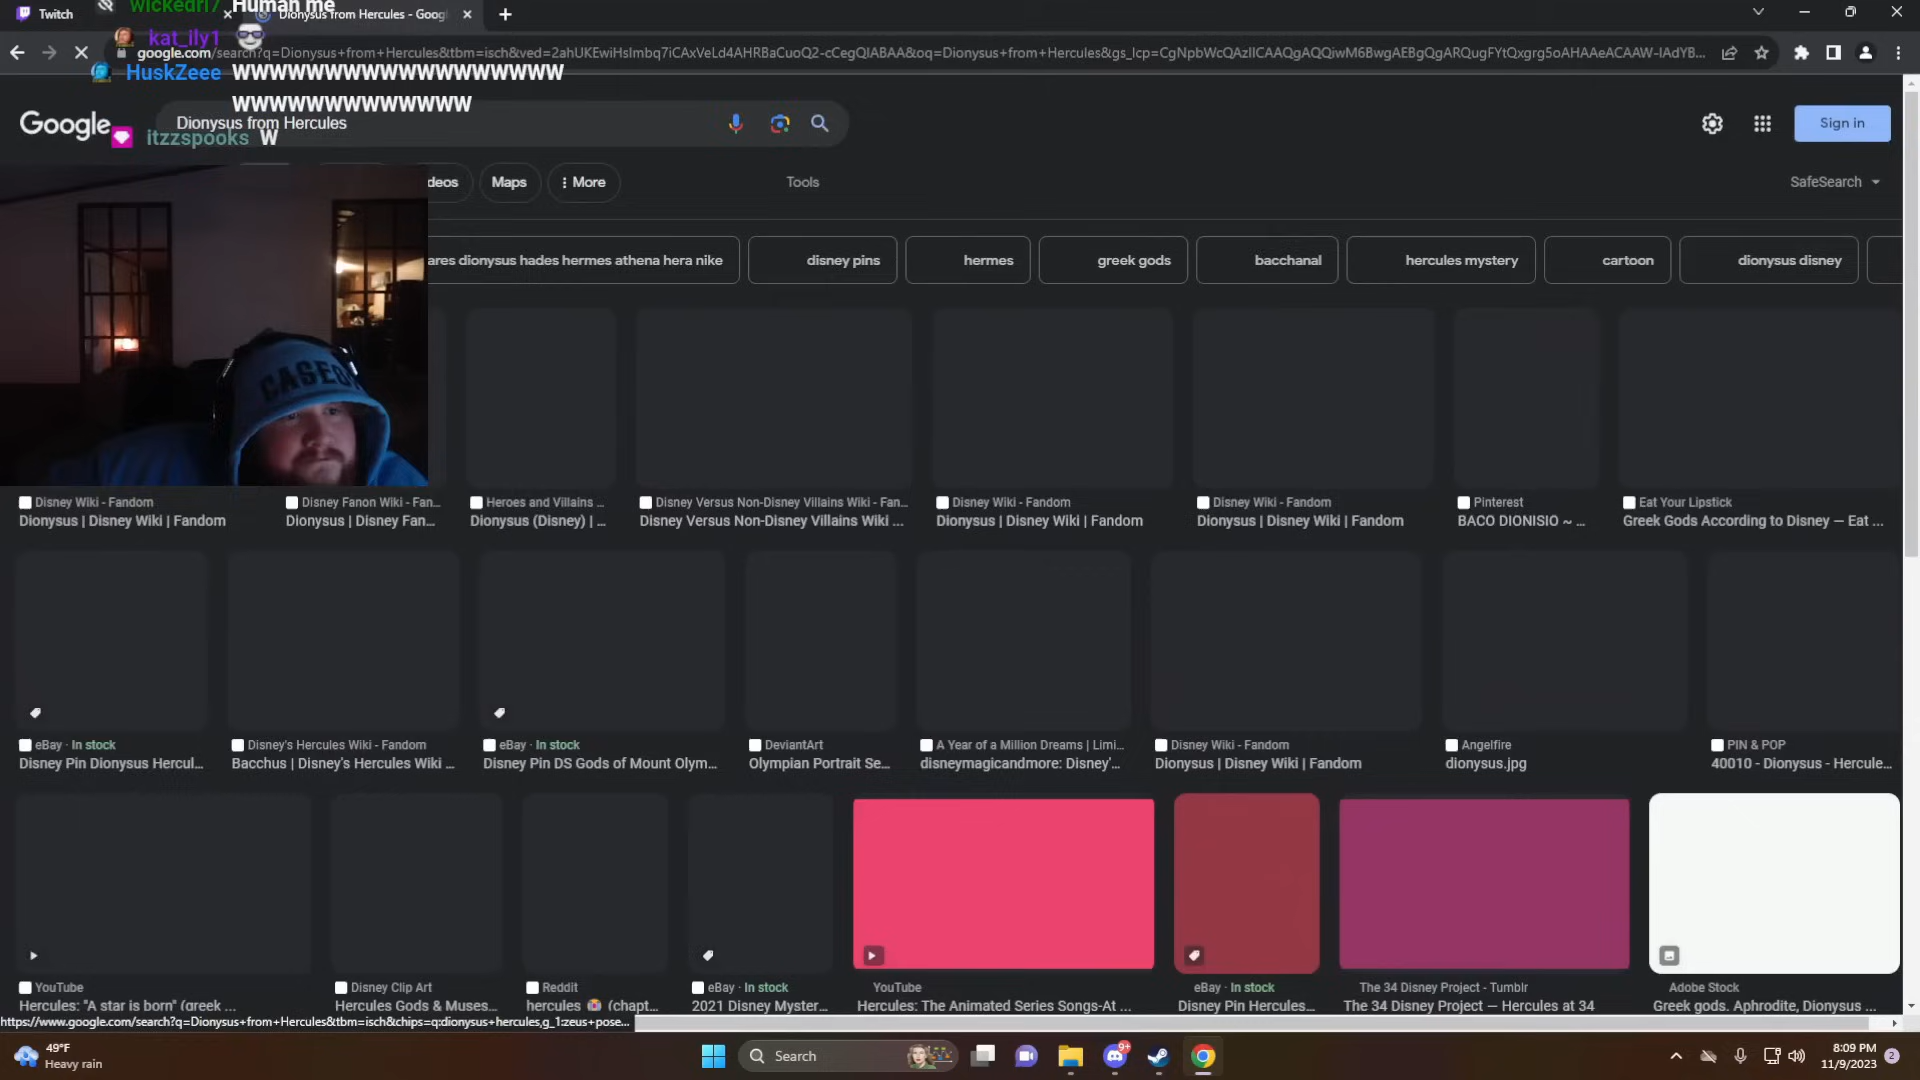 Twitch
wickedri7 Human me
Dionysus from Hercules - Goog
kat_ily1
google.com/search?q=Dionysus+from+Hercules&tbm=isch&ved=2ahUKEwiHsImbq7iCAxVeLd4AHRBaCuoQ2-cCegQIABAA&oq=Dionysus+from+Hercules&gs_lcp=CgNpbWcQAzIICAAQgAQQiwM6BwgAEBgQgARQugFYtQxgrg5oAHAAeACAAW-IAdYB...
HuskZeee WWWWWWWWWWWWWWWWWW
WWWWWWWWWWWWW
Google
Dionysus from Hercules
Sign in
itzzspooks W
deos
Maps
More
Tools
SafeSearch
ares dionysus hades hermes athena hera nike
disney pins
hermes
greek gods
bacchanal
hercules mystery
cartoon
dionysus disney
CASEO
Disney Wiki - Fandom
Dionysus | Disney Wiki | Fandom
Disney Fanon Wiki - Fan...
Dionysus | Disney Fan...
Heroes and Villains ...
Dionysus (Disney) | ...
Disney Versus Non-Disney Villains Wiki - Fan...
Disney Versus Non-Disney Villains Wiki ...
Disney Wiki - Fandom
Dionysus | Disney Wiki | Fandom
Disney Wiki - Fandom
Dionysus | Disney Wiki | Fandom
Pinterest
BACO DIONISIO ~ ...
Eat Your Lipstick
Greek Gods According to Disney — Eat ...
eBay · In stock
Disney Pin Dionysus Hercul...
Disney's Hercules Wiki - Fandom
Bacchus | Disney's Hercules Wiki ...
eBay · In stock
Disney Pin DS Gods of Mount Olym...
DeviantArt
Olympian Portrait Se...
A Year of a Million Dreams | Limi...
disneymagicandmore: Disney'...
Disney Wiki - Fandom
Dionysus | Disney Wiki | Fandom
Angelfire
dionysus.jpg
PIN & POP
40010 - Dionysus - Hercule...
YouTube
Hercules: "A star is born" (greek ...
Disney Clip Art
Hercules Gods & Muses...
Reddit
hercules (chapt...
eBay · In stock
2021 Disney Myster...
YouTube
Hercules: The Animated Series Songs-At ...
eBay · In stock
Disney Pin Hercules...
The 34 Disney Project - Tumblr
The 34 Disney Project — Hercules at 34
Adobe Stock
Greek gods. Aphrodite, Dionysus ...
https://www.google.com/search?q=Dionysus+from+Hercules&tbm=isch&chips=q:dionysus+hercules,g_1:zeus+pose...
49°F
Heavy rain
Search
9+
8:09 PM
11/9/2023
2